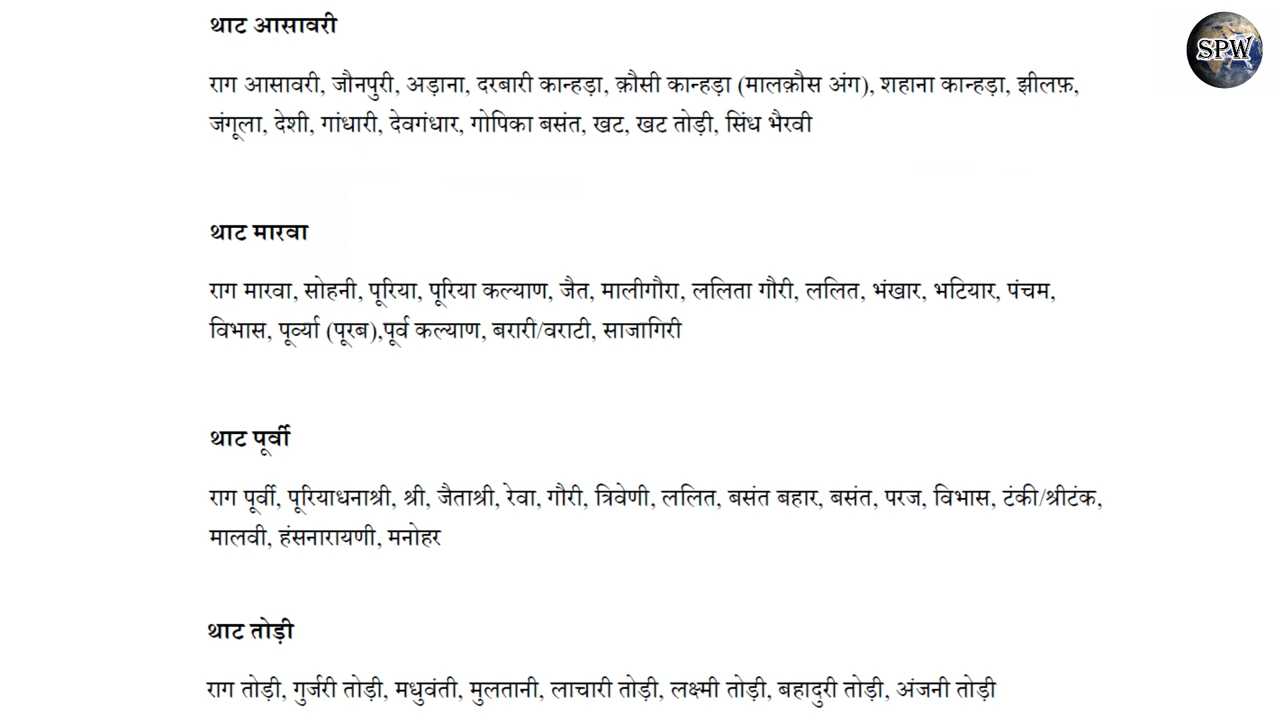 थाट आसावरी
SPW
राग आसावरी, जौनपुरी, अड़ाना, दरबारी कान्हड़ा, क़ौसी कान्हड़ा (मालक़ौस अंग), शहाना कान्हड़ा, झीलफ़,
जंगूला, देशी, गांधारी, देवगंधार, गोपिका बसंत, खट, खट तोड़ी, सिंध भैरवी
थाट मारवा
राग मारवा, सोहनी, पूरिया, पूरिया कल्याण, जैत, मालीगौरा, ललिता गौरी, ललित, भंखार, भटियार, पंचम,
विभास, पूर्व्या (पूरब),पूर्व कल्याण, बरारी/वराटी, साजागिरी
थाट पूर्वी
राग पूर्वी, पूरियाधनाश्री, श्री, जैताश्री, रेवा, गौरी, त्रिवेणी, ललित, बसंत बहार, बसंत, परज, विभास, टंकी/श्रीटंक,
मालवी, हंसनारायणी, मनोहर
थाट तोड़ी
राग तोड़ी, गुर्जरी तोड़ी, मधुवंती, मुलतानी, लाचारी तोड़ी, लक्ष्मी तोड़ी, बहादुरी तोड़ी, अंजनी तोड़ी